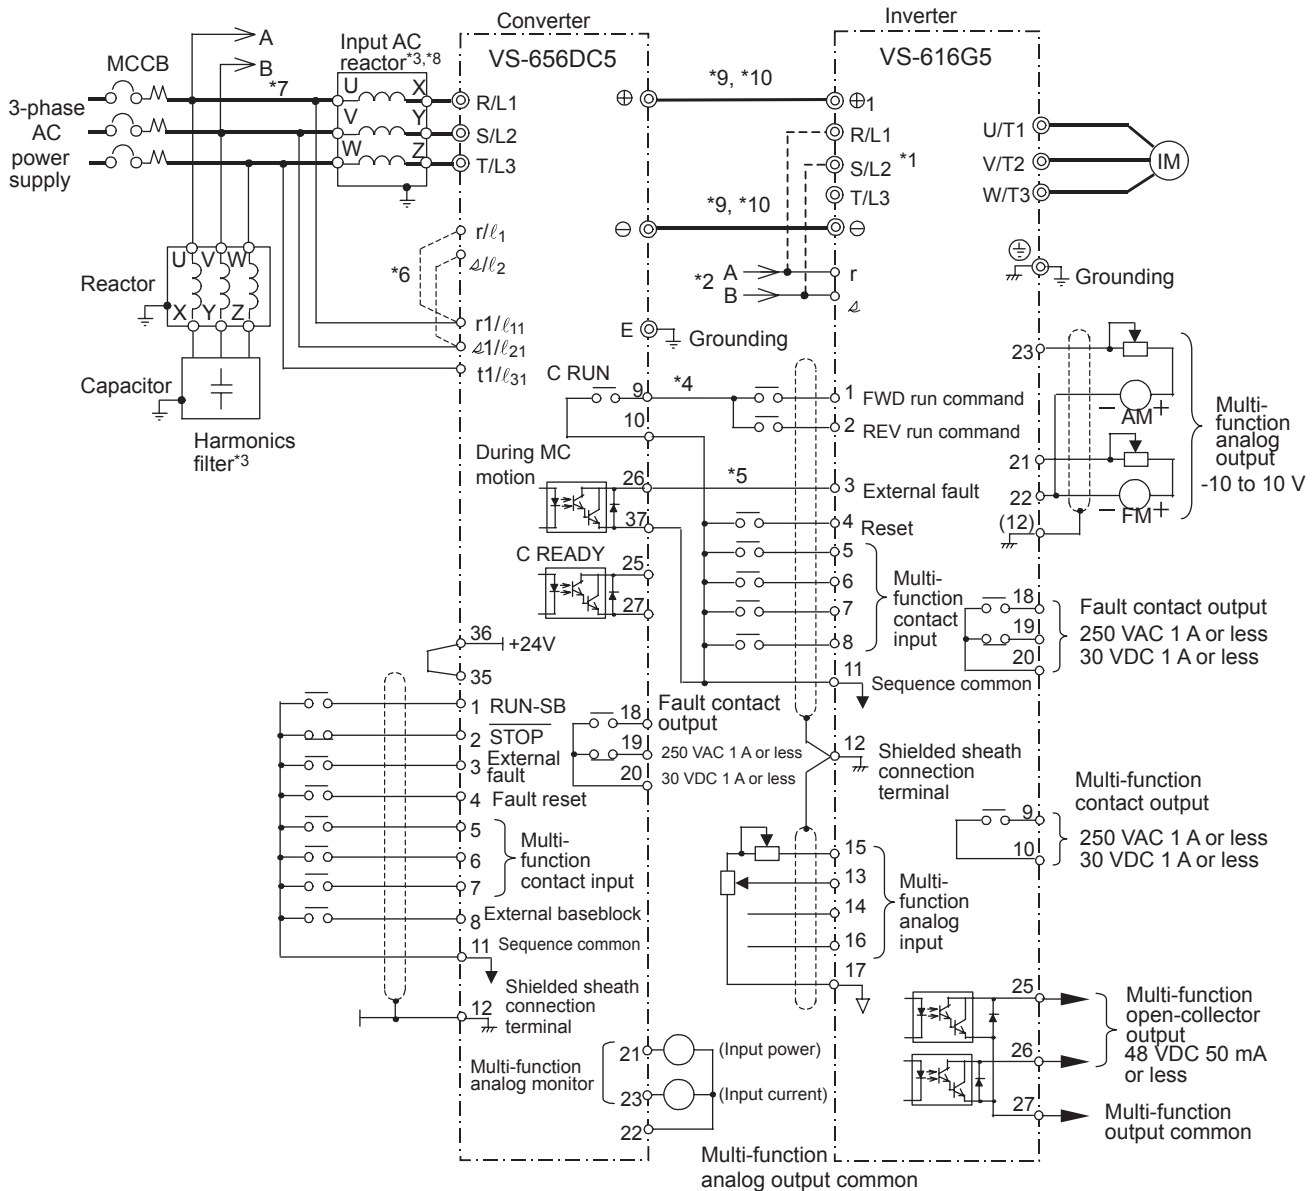 Converter
VS-656DC5
Inverter
VS-616G5
A
B
MCCB
*7
Input AC
reactor*3,*8
U X
V Y
W Z
3-phase
AC
power
supply
R/L1
S/L2
T/L3
r/ℓ1
𝓈/ℓ2
*6
r1/ℓ11
𝓈1/ℓ21
t1/ℓ31
Reactor
U V W
X Y Z
Capacitor
Harmonics
filter*3
⊕
*9, *10
⊕1
R/L1
S/L2 *1
T/L3
⊖
*9, *10
⊖
*2 A
B
r
𝓈
U/T1
V/T2
W/T3
IM
Grounding
E
Grounding
C RUN
9
*4
10
During MC
motion
26
*5
37
C READY
25
27
36
+24V
35
1 RUN-SB
2 STOP
3 External
fault
4 Fault reset
5
6
7
Multi-
function
contact input
8 External baseblock
11 Sequence common
12 Shielded sheath
connection
terminal
18
19
20
Fault contact
output
250 VAC 1 A or less
30 VDC 1 A or less
Multi-function
analog monitor
21
23
22
(Input power)
(Input current)
Multi-function
analog output common
1 FWD run command
2 REV run command
3 External fault
4 Reset
5
6
7
8
Multi-
function
contact
input
11 Sequence common
12 Shielded sheath
connection
terminal
15
13
14
16
17
Multi-
function
analog
input
23
− AM +
21
22
− FM +
(12)
Multi-
function
analog
output
-10 to 10 V
18
19
20
Fault contact output
250 VAC 1 A or less
30 VDC 1 A or less
Multi-function
contact output
9
10
250 VAC 1 A or less
30 VDC 1 A or less
25
26
27
Multi-function
open-collector
output
48 VDC 50 mA
or less
Multi-function
output common